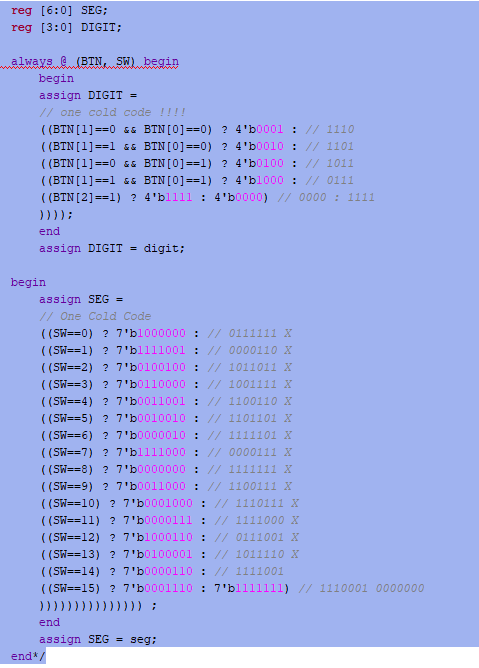 reg [6:0] SEG;
reg [3:0] DIGIT;
always @ (BTN, SW) begin
begin
assign DIGIT =
// one cold code !!!!
((BTN[1]==0 && BTN[0]==0) ? 4'b0001 : // 1110
((BTN[1]==1 && BTN[0]==0) ? 4'b0010 : // 1101
((BTN[1]==0 && BTN[0]==1) ? 4'b0100 : // 1011
((BTN[1]==1 && BTN[0]==1) ? 4'b1000 : // 0111
((BTN[2]==1) ? 4'b1111 : 4'b0000) // 0000 : 1111
))));
end
assign DIGIT = digit;
begin
assign SEG =
// One Cold Code
((SW==0) ? 7'b1000000 : // 0111111 X
((SW==1) ? 7'b1111001 : // 0000110 X
((SW==2) ? 7'b0100100 : // 1011011 X
((SW==3) ? 7'b0110000 : // 1001111 X
((SW==4) ? 7'b0011001 : // 1100110 X
((SW==5) ? 7'b0010010 : // 1101101 X
((SW==6) ? 7'b0000010 : // 1111101 X
((SW==7) ? 7'b1111000 : // 0000111 X
((SW==8) ? 7'b0000000 : // 1111111 X
((SW==9) ? 7'b0011000 : // 1100111 X
((SW==10) ? 7'b0001000 : // 1110111 X
((SW==11) ? 7'b0000111 : // 1111000 X
((SW==12) ? 7'b1000110 : // 0111001 X
((SW==13) ? 7'b0100001 : // 1011110 X
((SW==14) ? 7'b0000110 : // 1111001
((SW==15) ? 7'b0001110 : 7'b1111111) // 1110001 0000000
))))))))))))))) ;
end
assign SEG = seg;
end*/